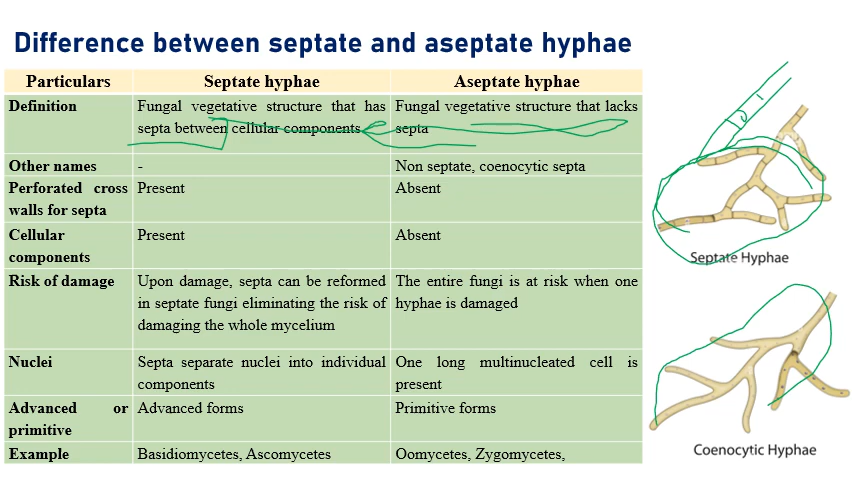 Difference between septate and aseptate hyphae
Particulars Septate hyphae Aseptate hyphae
Definition Fungal vegetative structure that has Fungal vegetative structure that lacks
septa between cellular components. septa
Other names - Non septate, coenocytic septa
Perforated cross Present Absent
walls for septa
Cellular Present Absent
components
Risk of damage Upon damage, septa can be reformed The entire fungi is at risk when one
in septate fungi eliminating the risk of hyphae is damaged
damaging the whole mycelium
Nuclei Septa separate nuclei into individual One long multinucleated cell is
components present
Advanced or Advanced forms Primitive forms
primitive
Example Basidiomycetes, Ascomycetes Oomycetes, Zygomycetes,
Septate Hyphae
Coenocytic Hyphae